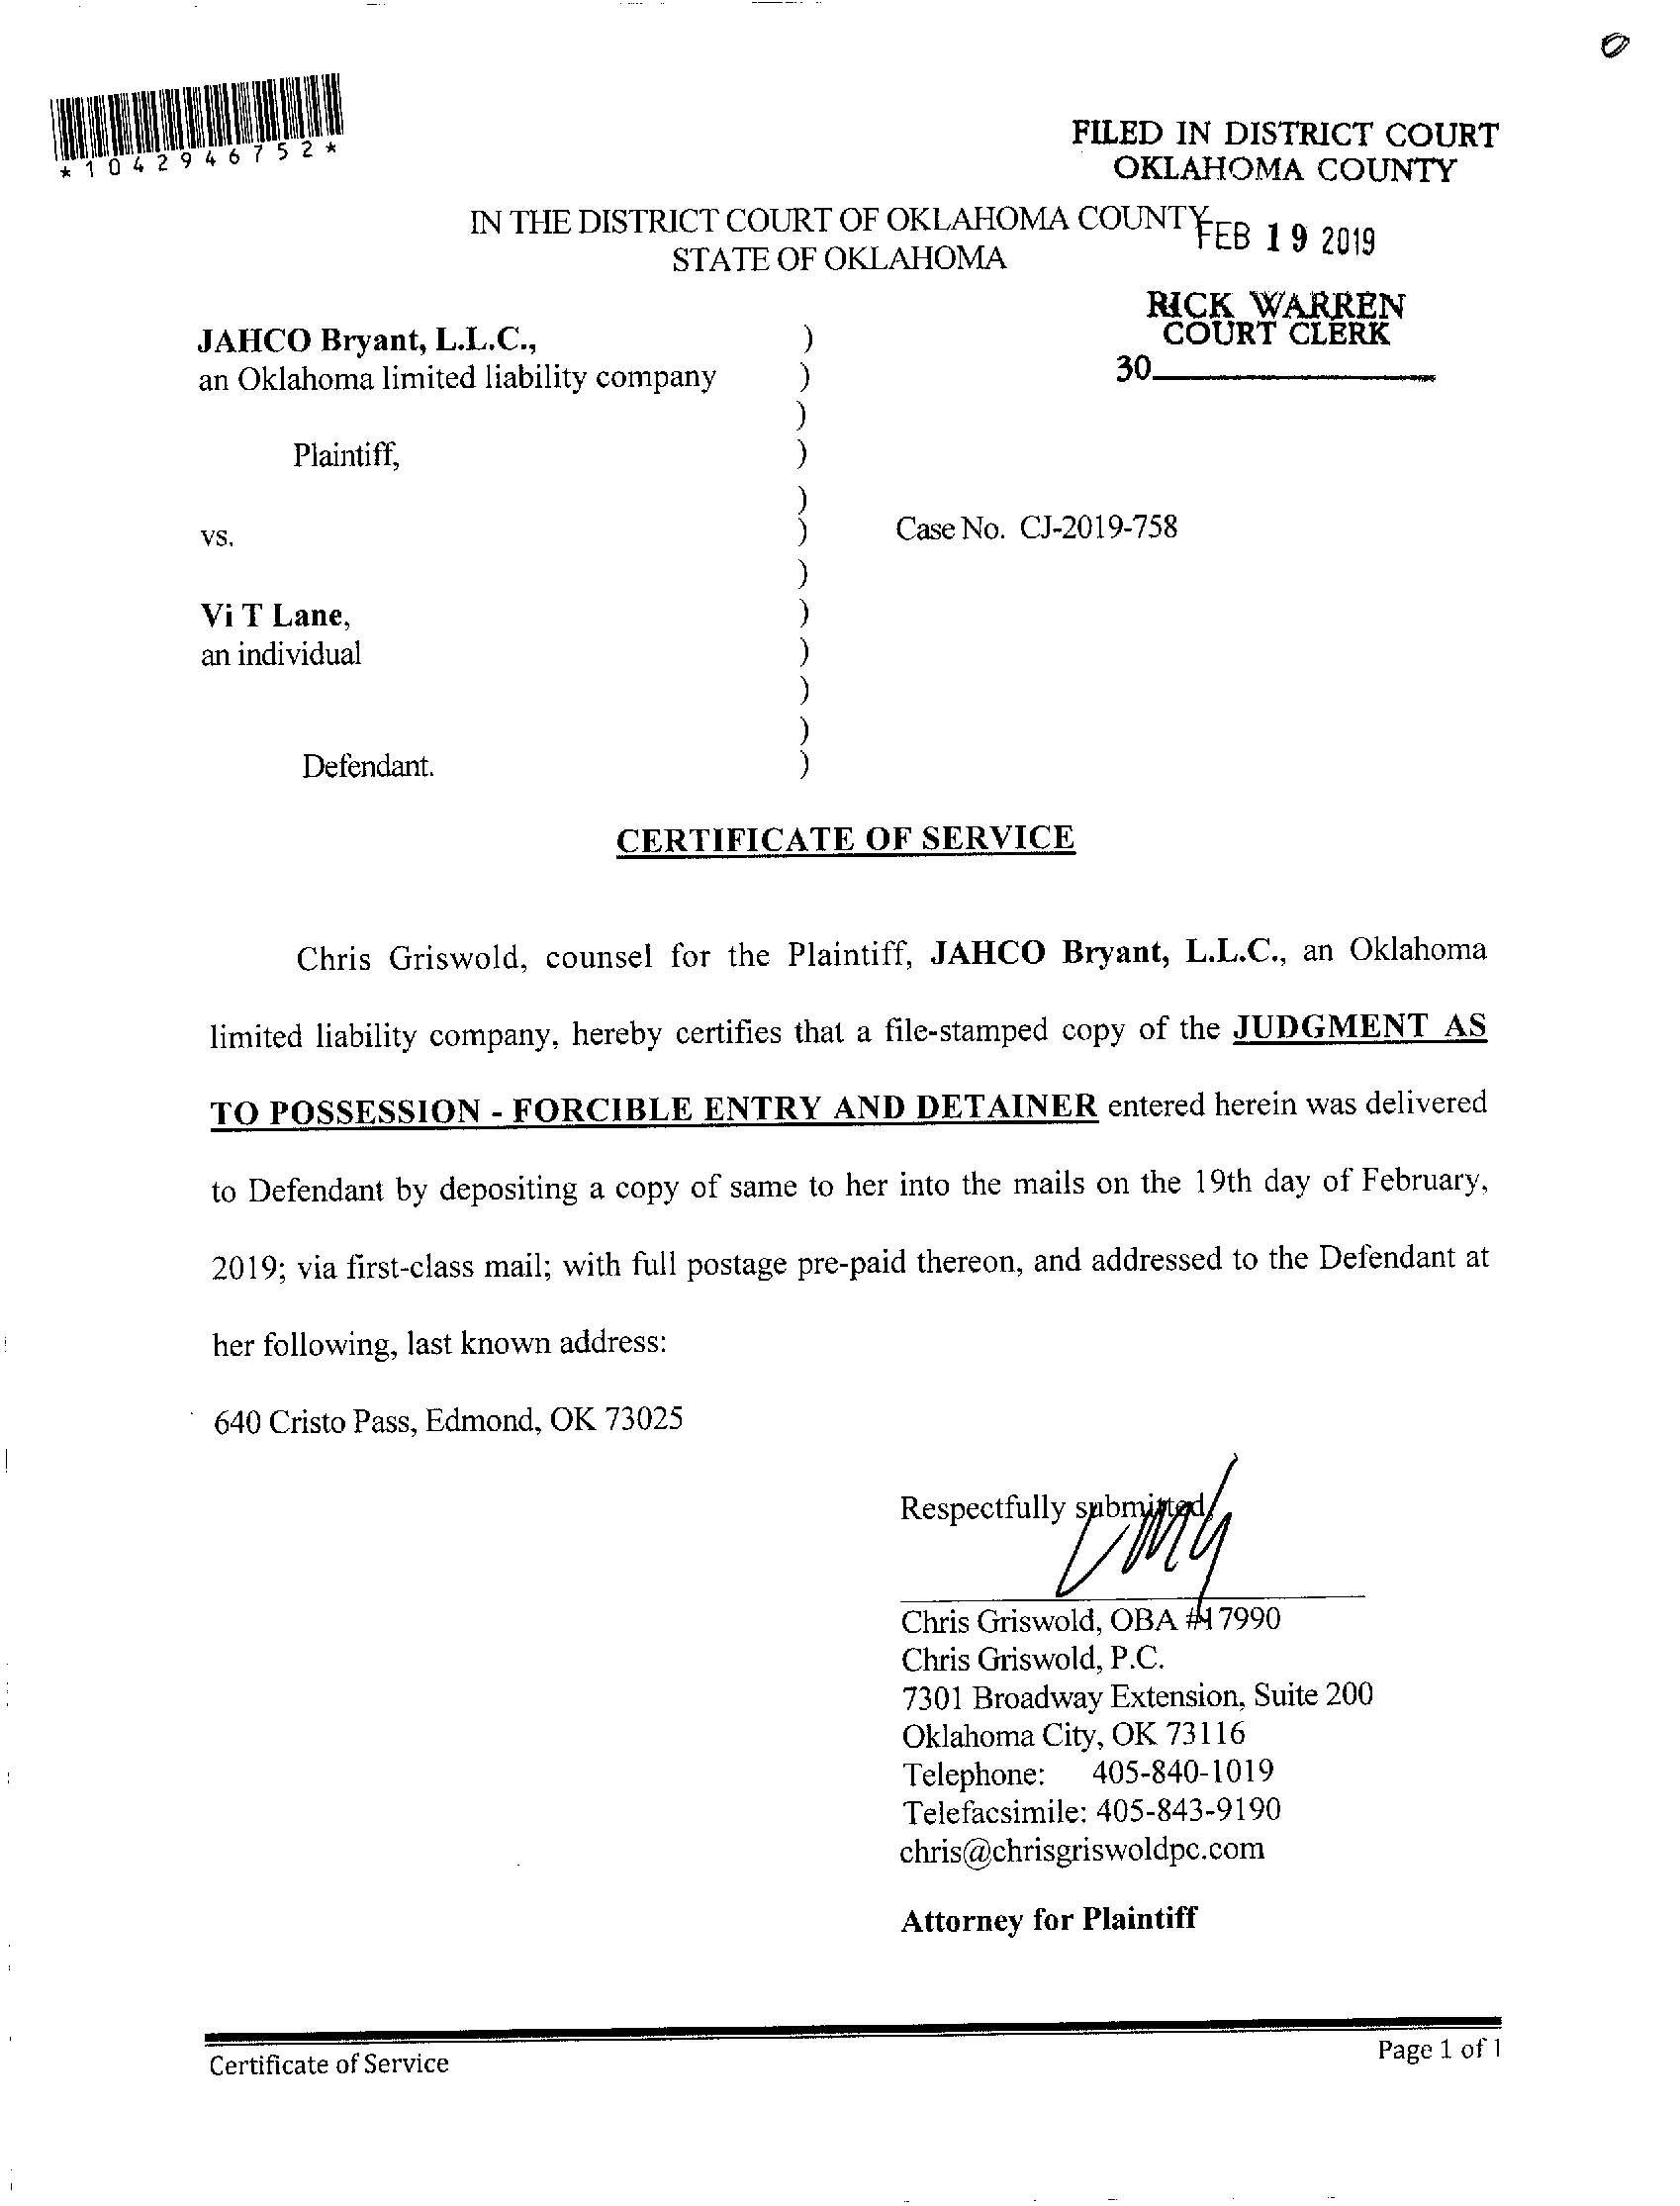 *1042946752*
FILED IN DISTRICT COURT
OKLAHOMA COUNTY
IN THE DISTRICT COURT OF OKLAHOMA COUNTY
STATE OF OKLAHOMA
FEB 19 2019
RICK WARREN
COURT CLERK
30
JAHCO Bryant, L.L.C., )
an Oklahoma limited liability company )
)
Plaintiff, )
)
vs. ) Case No. CJ-2019-758
)
Vi T Lane, )
an individual )
)
)
Defendant. )
CERTIFICATE OF SERVICE
Chris Griswold, counsel for the Plaintiff, JAHCO Bryant, L.L.C., an Oklahoma
limited liability company, hereby certifies that a file-stamped copy of the JUDGMENT AS
TO POSSESSION - FORCIBLE ENTRY AND DETAINER entered herein was delivered
to Defendant by depositing a copy of same to her into the mails on the 19th day of February,
2019; via first-class mail; with full postage pre-paid thereon, and addressed to the Defendant at
her following, last known address:
640 Cristo Pass, Edmond, OK 73025
Respectfully submitted,
Chris Griswold, OBA #17990
Chris Griswold, P.C.
7301 Broadway Extension, Suite 200
Oklahoma City, OK 73116
Telephone: 405-840-1019
Telefacsimile: 405-843-9190
chris@chrisgriswoldpc.com
Attorney for Plaintiff
Certificate of Service
Page 1 of 1